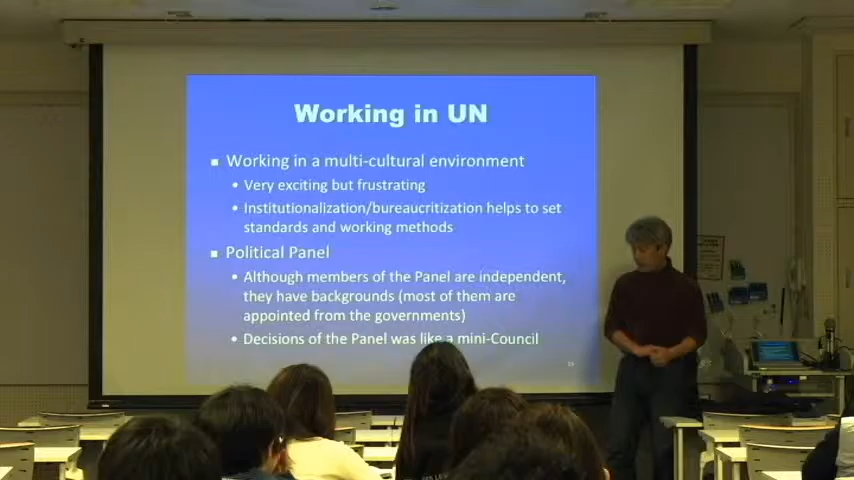 Working in UN
▪ Working in a multi-cultural environment
• Very exciting but frustrating
• Institutionalization/bureaucritization helps to set
standards and working methods
▪ Political Panel
• Although members of the Panel are independent,
they have backgrounds (most of them are
appointed from the governments)
• Decisions of the Panel was like a mini-Council